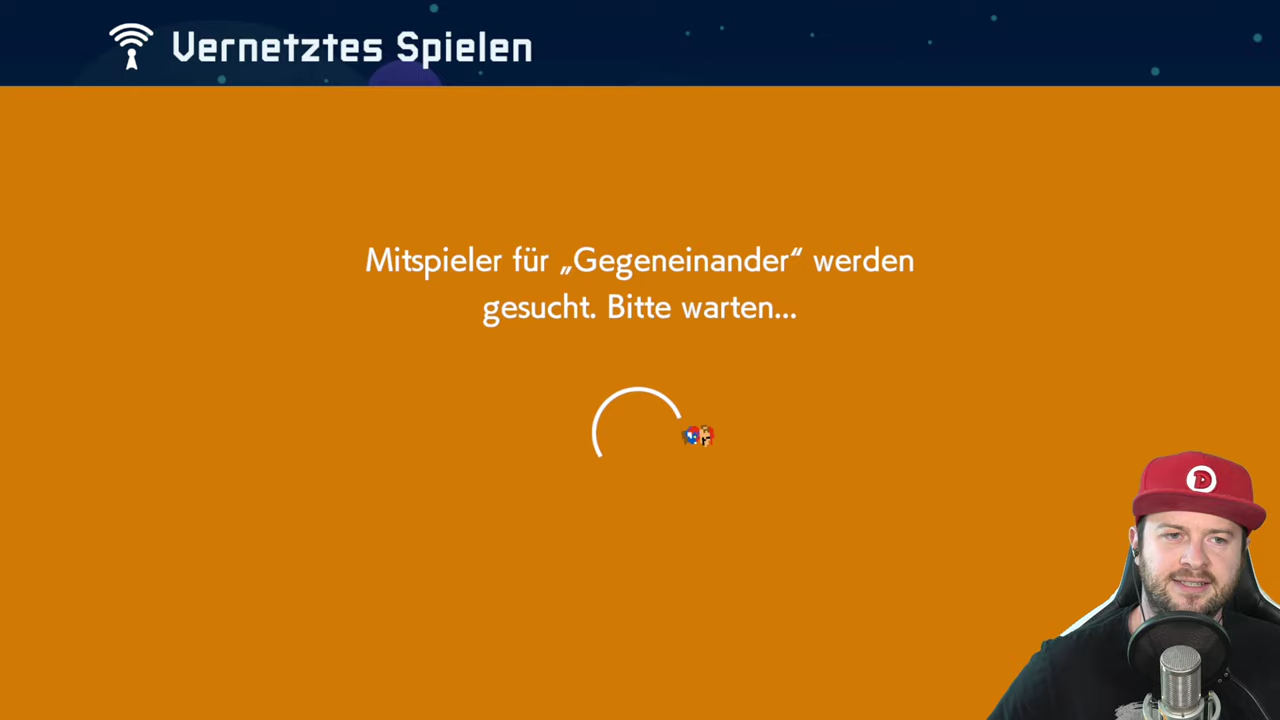 Vernetztes Spielen
Mitspieler für „Gegeneinander“ werden
gesucht. Bitte warten...
D